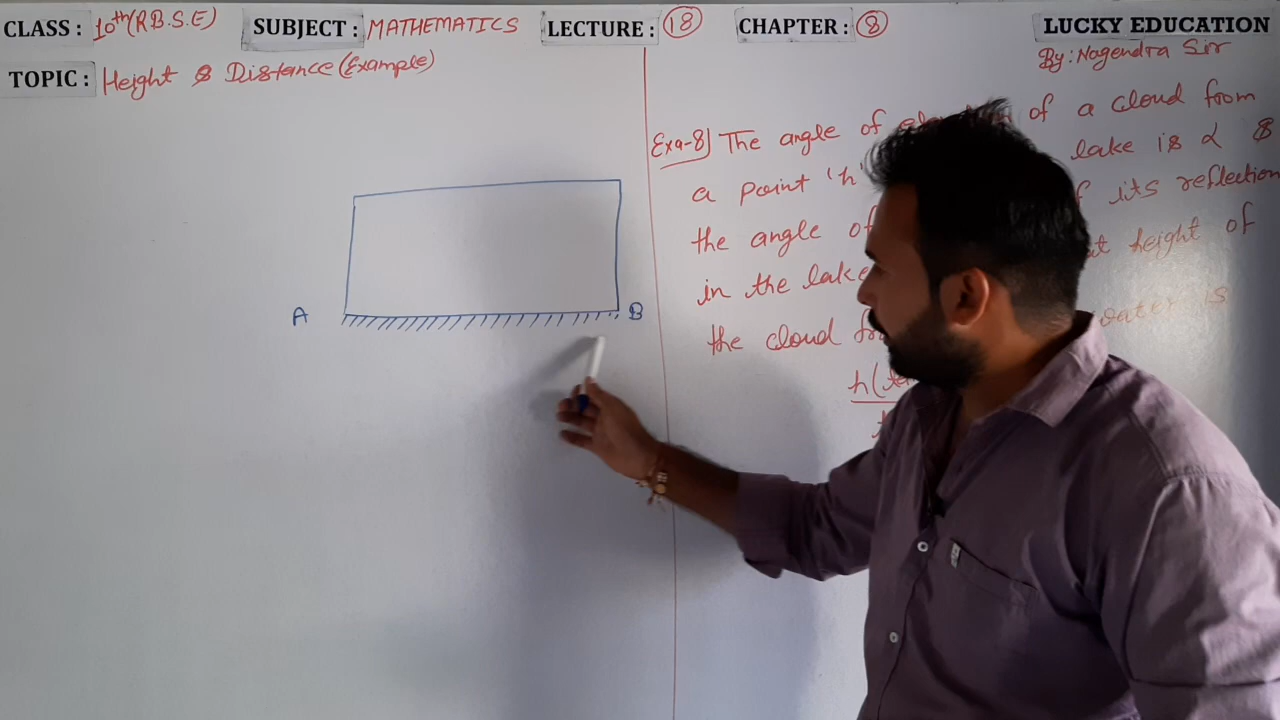 CLASS : 10th (R.B.S.E) SUBJECT : MATHEMATICS LECTURE : 18 CHAPTER : 8 LUCKY EDUCATION
By: Nagendra Sir
TOPIC : Height & Distance (Example)
Exa-8] The angle of of a cloud from
a point 'h' lake is α &
the angle of its reflection
in the lake height of
the cloud water is
h(
A B